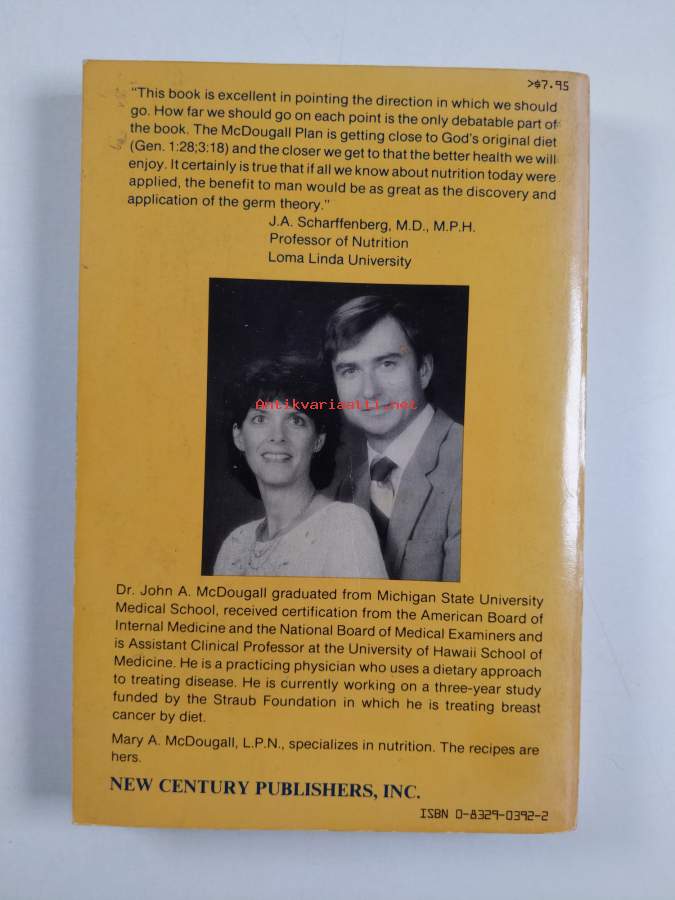 >$7.95
"This book is excellent in pointing the direction in which we should
go. How far we should go on each point is the only debatable part of
the book. The McDougall Plan is getting close to God's original diet
(Gen. 1:28;3:18) and the closer we get to that the better health we will
enjoy. It certainly is true that if all we know about nutrition today were
applied, the benefit to man would be as great as the discovery and
application of the germ theory."
J.A. Scharffenberg, M.D., M.P.H.
Professor of Nutrition
Loma Linda University
Antikvariaatti.net
Dr. John A. McDougall graduated from Michigan State University
Medical School, received certification from the American Board of
Internal Medicine and the National Board of Medical Examiners and
is Assistant Clinical Professor at the University of Hawaii School of
Medicine. He is a practicing physician who uses a dietary approach
to treating disease. He is currently working on a three-year study
funded by the Straub Foundation in which he is treating breast
cancer by diet.
Mary A. McDougall, L.P.N., specializes in nutrition. The recipes are
hers.
NEW CENTURY PUBLISHERS, INC.
ISBN 0-8329-0392-2